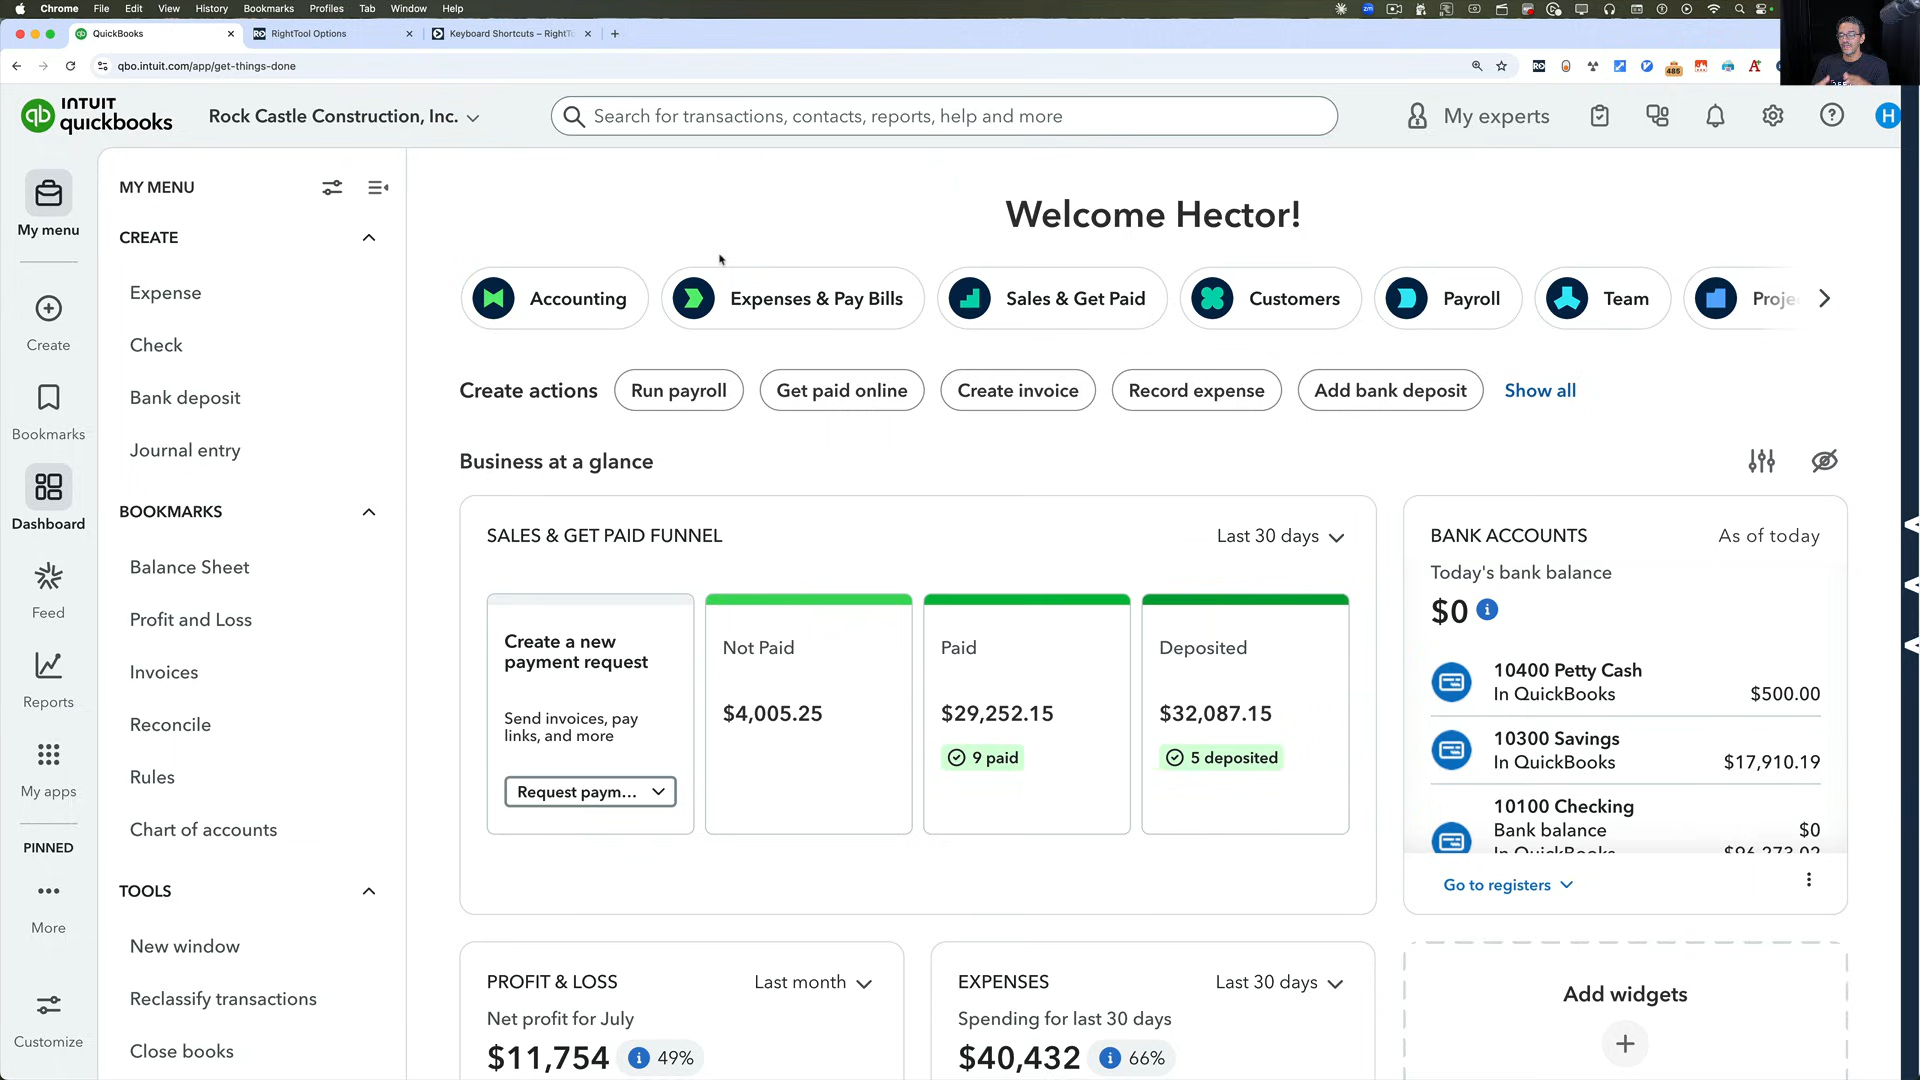 Chrome File Edit View History Bookmarks Profiles Tab Window Help
QuickBooks RightTool Options Keyboard Shortcuts – RightTo
qbo.intuit.com/app/get-things-done
485
INTUIT
quickbooks
Rock Castle Construction, Inc.
Search for transactions, contacts, reports, help and more
My experts
H
My menu
Create
Bookmarks
Dashboard
Feed
Reports
My apps
PINNED
More
Customize
MY MENU
CREATE
Expense
Check
Bank deposit
Journal entry
BOOKMARKS
Balance Sheet
Profit and Loss
Invoices
Reconcile
Rules
Chart of accounts
TOOLS
New window
Reclassify transactions
Close books
Welcome Hector!
Accounting Expenses & Pay Bills Sales & Get Paid Customers Payroll Team Proje
Create actions Run payroll Get paid online Create invoice Record expense Add bank deposit Show all
Business at a glance
SALES & GET PAID FUNNEL Last 30 days
Create a new
payment request
Send invoices, pay
links, and more
Request paym...
Not Paid
$4,005.25
Paid
$29,252.15
9 paid
Deposited
$32,087.15
5 deposited
BANK ACCOUNTS As of today
Today's bank balance
$0
10400 Petty Cash
In QuickBooks $500.00
10300 Savings
In QuickBooks $17,910.19
10100 Checking
Bank balance $0
In QuickBooks $96,273.02
Go to registers
PROFIT & LOSS Last month
Net profit for July
$11,754 49%
EXPENSES Last 30 days
Spending for last 30 days
$40,432 66%
Add widgets